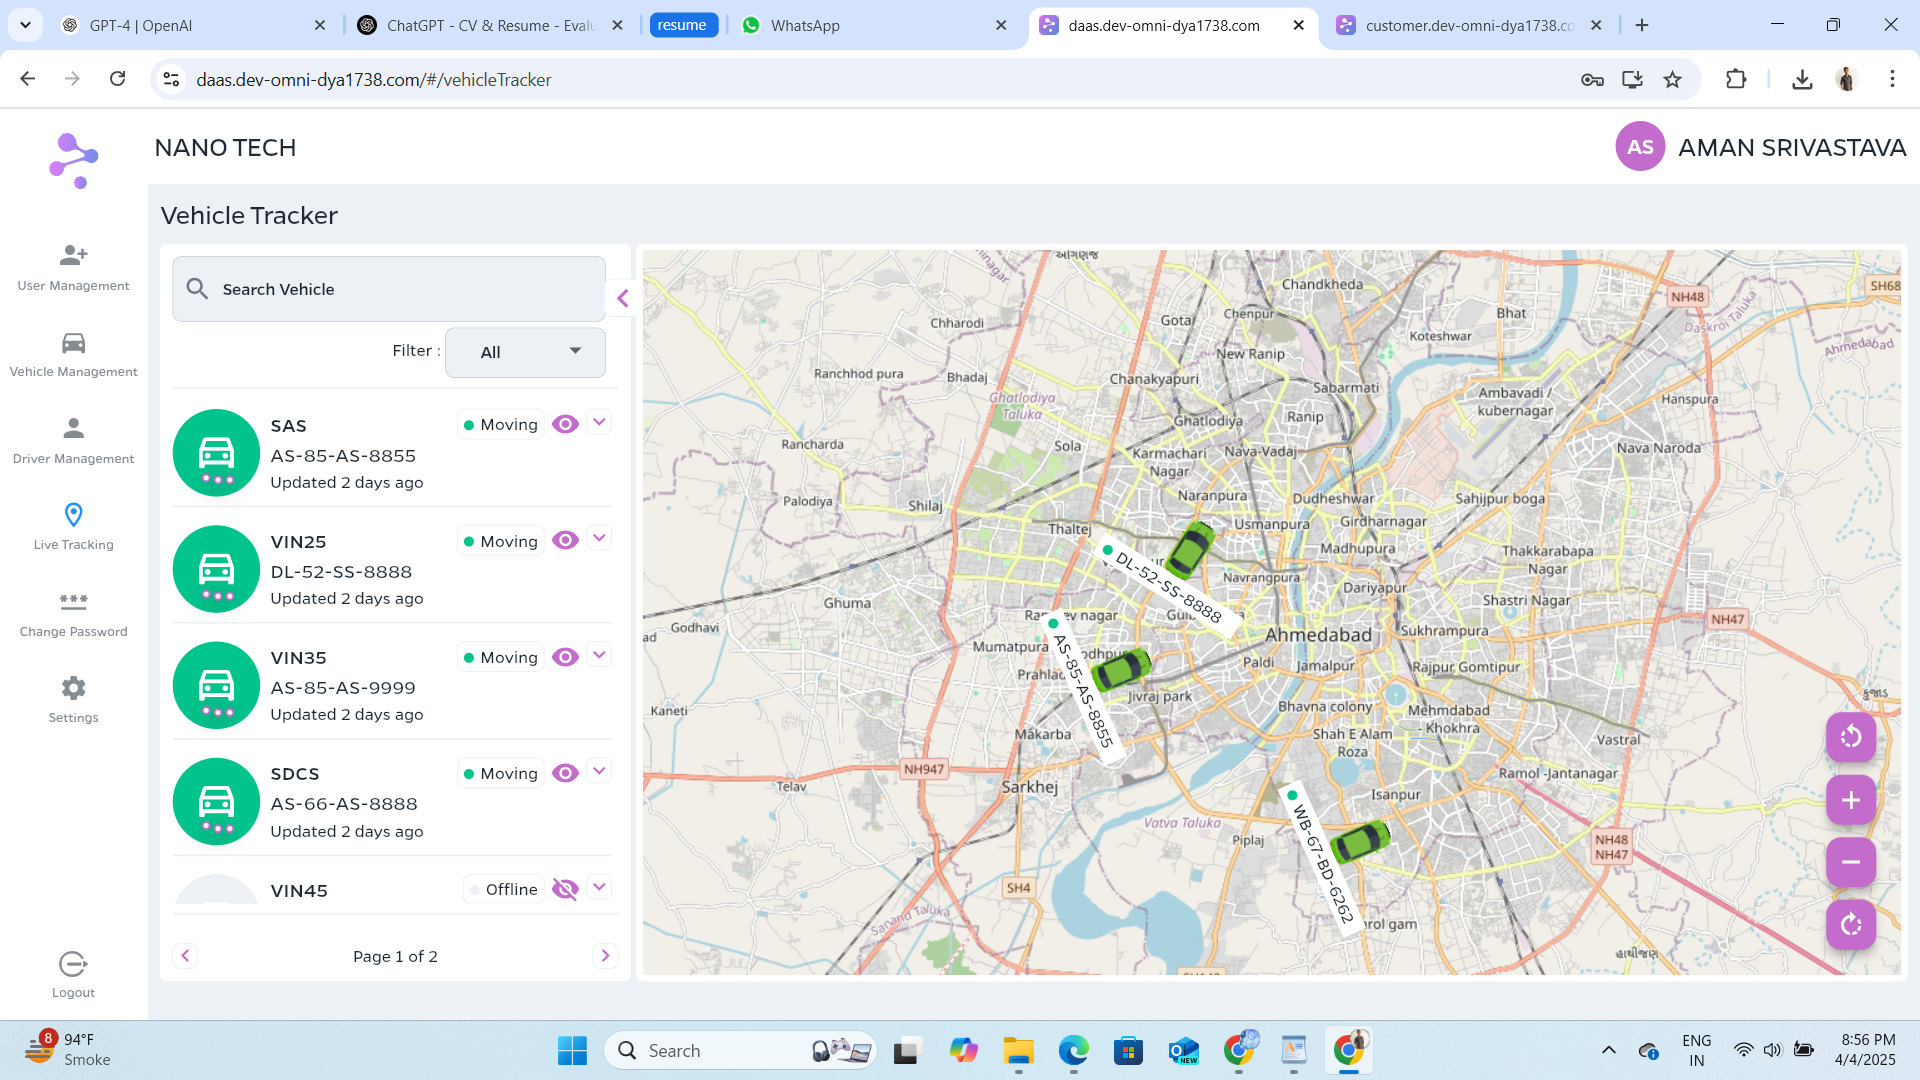 GPT-4 | OpenAI
ChatGPT - CV & Resume - Evalu
resume
WhatsApp
daas.dev-omni-dya1738.com
customer.dev-omni-dya1738.co
daas.dev-omni-dya1738.com/#/vehicleTracker
NANO TECH
AS AMAN SRIVASTAVA
User Management
Vehicle Management
Driver Management
Live Tracking
Change Password
Settings
Logout
Vehicle Tracker
Search Vehicle
Filter : All
SAS
Moving
AS-85-AS-8855
Updated 2 days ago
VIN25
Moving
DL-52-SS-8888
Updated 2 days ago
VIN35
Moving
AS-85-AS-9999
Updated 2 days ago
SDCS
Moving
AS-66-AS-8888
Updated 2 days ago
VIN45
Offline
Page 1 of 2
Chandkheda
NH48
SH68
Chharodi
Gota
Chenpur
Bhat
Koteshwar
Daskroi Taluka
Ahmedabad
New Ranip
Ranchhod pura
Bhadaj
Chanakyapuri
Sabarmati
Ghatlodiya
Taluka
Ambavadi /
kubernagar
Hanspura
Ranip
Ghatlodiya
Rancharda
Sola
Karmachari
Nagar
Nava-Vadaj
Nava Naroda
Naranpura
Dudheshwar
Sahijpur boga
Palodiya
Shilaj
Thaltej
Usmanpura
Girdharnagar
Madhupura
Thakkarabapa
Nagar
DL-52-SS-8888
Navrangpura
Dariyapur
Ghuma
Shastri Nagar
NH47
Godhavi
Ahmedabad
Sukhrampura
Mumatpura
Paldi
Jamalpur
Rajpur Gomtipur
AS-85-AS-8855
Jivraj park
Kaneti
Bhavna colony
Mehmdabad
- Khokhra
Makarba
Shah E Alam
Roza
Vastral
NH947
Telav
Sarkhej
Ramol -Jantanagar
Isanpur
Vatva Taluka
Piplaj
WB-67-BD-6262
NH48
NH47
SH4
Sanand Taluka
arol gam
8
94°F
Smoke
Search
NEW
ENG
IN
8:56 PM
4/4/2025